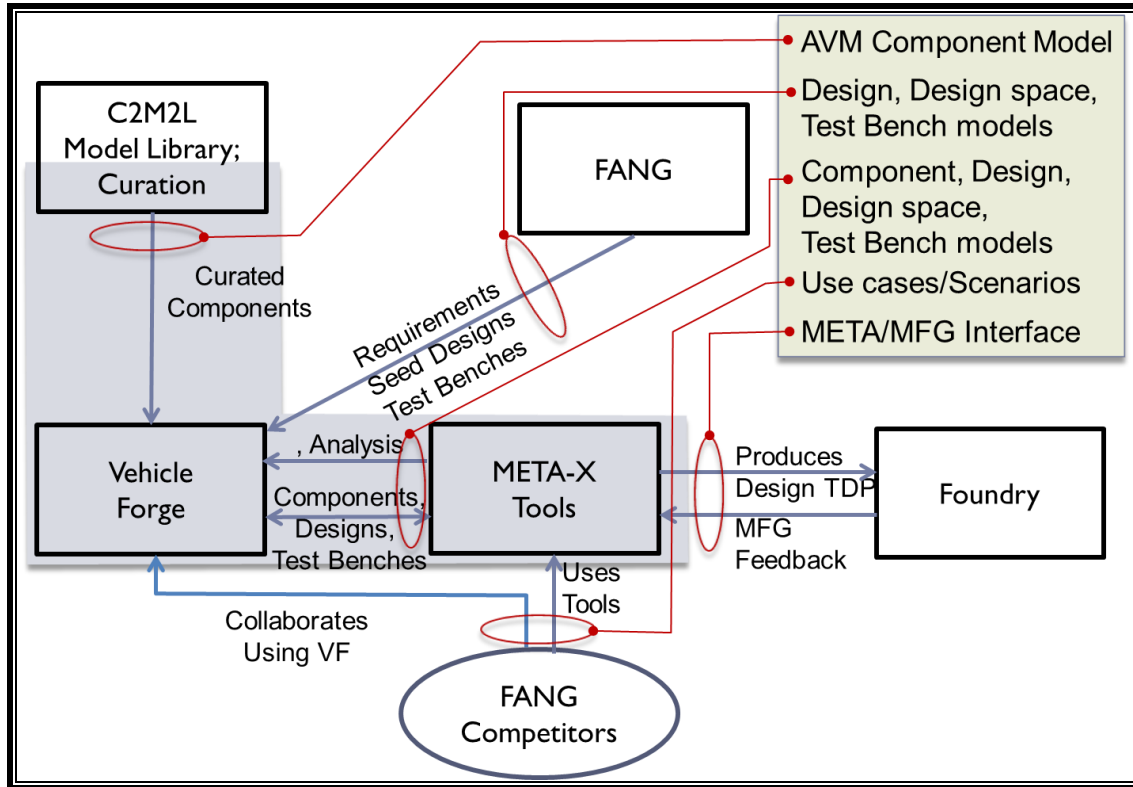 C2M2L
Model Library;
Curation
FANG
AVM Component Model
Design, Design space,
Test Bench models
Component, Design,
Design space,
Test Bench models
Use cases/Scenarios
META/MFG Interface
Curated
Components
Requirements
Seed Designs
Test Benches
Vehicle
Forge
, Analysis
Components,
Designs,
Test Benches
META-X
Tools
Produces
Design TDP
MFG
Feedback
Foundry
Collaborates
Using VF
Uses
Tools
FANG
Competitors